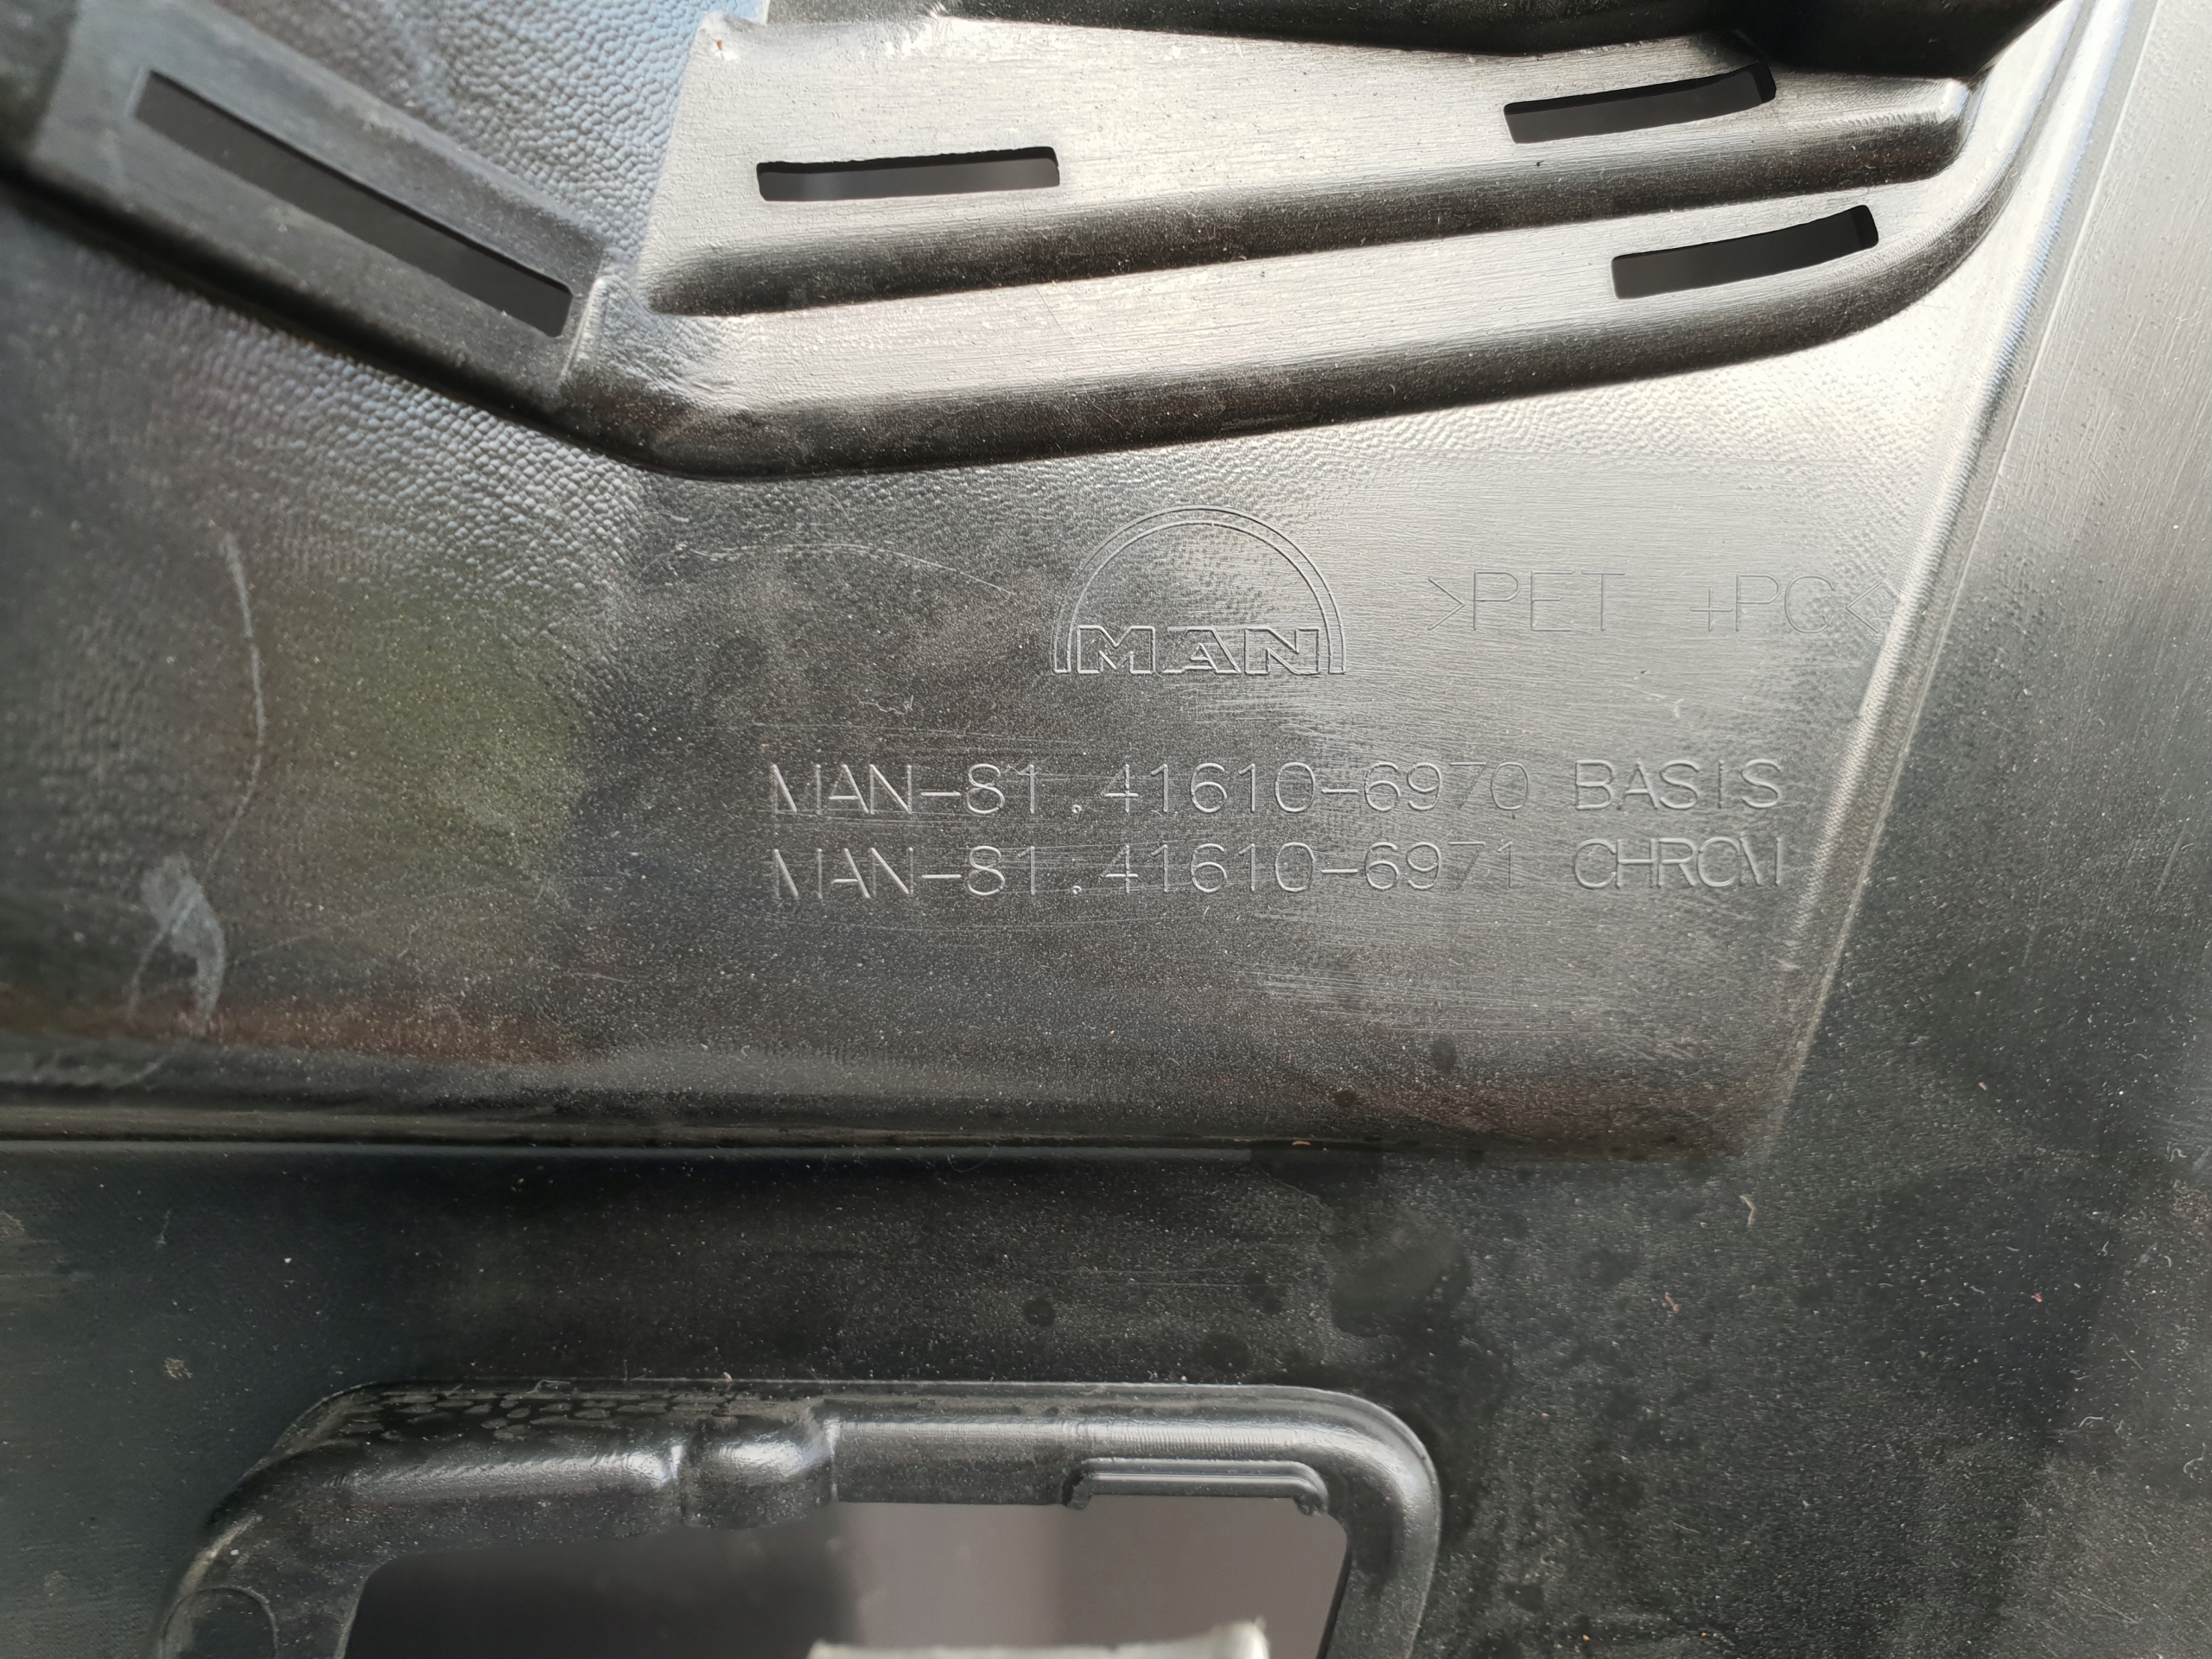 MAN
>PET +PC<
MAN-81.41610-6970 BASIS
MAN-81.41610-6971 CHROM